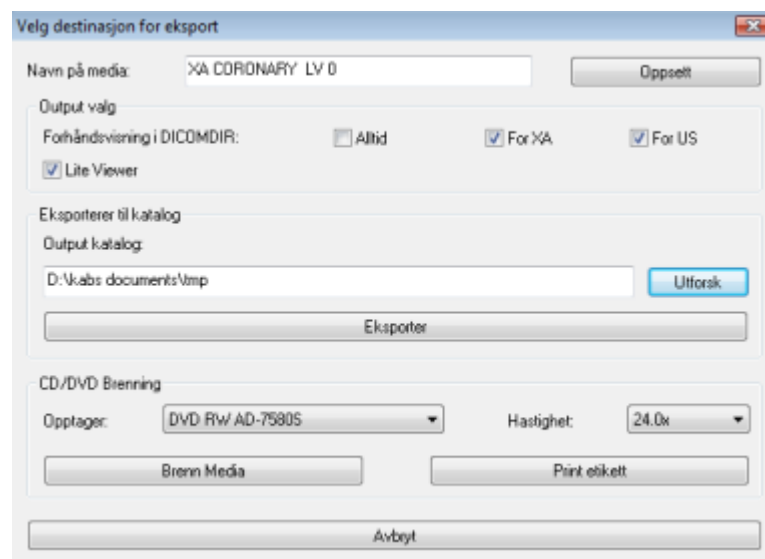 Velg destinasjon for eksport
Navn på media: XA CORONARY LV 0 Oppsett
Output valg
Forhåndsvisning i DICOMDIR: Alltid For XA For US
Lite Viewer
Eksporterer til katalog
Output katalog:
D:\kabs documents\tmp Utforsk
Eksporter
CD/DVD Brenning
Opptager: DVD RW AD-7580S Hastighet: 24.0x
Brenn Media Print etikett
Avbryt